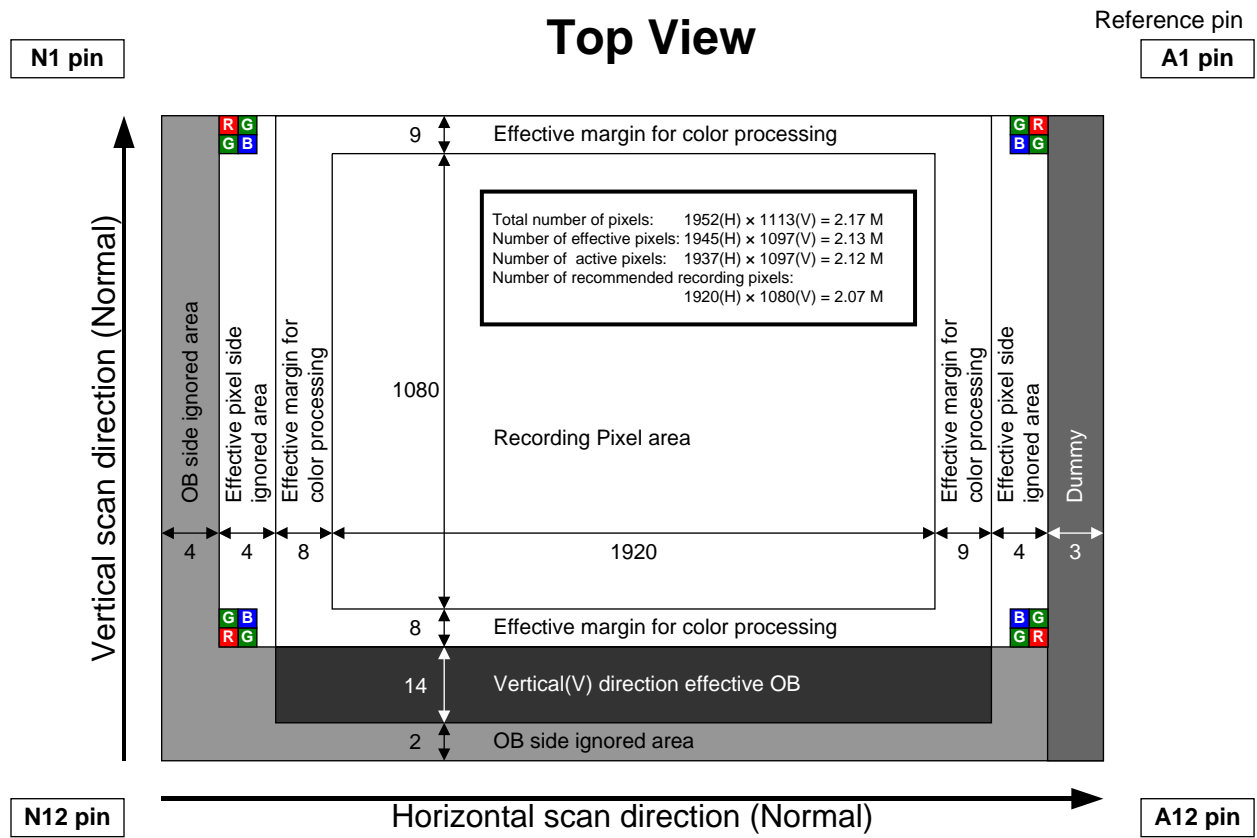 Top View
Reference pin
N1 pin
A1 pin
R G
G B
G R
B G
9
Effective margin for color processing
Total number of pixels: 1952(H) × 1113(V) = 2.17 M
Number of effective pixels: 1945(H) × 1097(V) = 2.13 M
Number of active pixels: 1937(H) × 1097(V) = 2.12 M
Number of recommended recording pixels:
1920(H) × 1080(V) = 2.07 M
Vertical scan direction (Normal)
OB side ignored area
Effective pixel side
ignored area
Effective margin for
color processing
1080
Recording Pixel area
Effective margin for
color processing
Effective pixel side
ignored area
Dummy
4
4
8
1920
9
4
3
G B
R G
B G
G R
8
Effective margin for color processing
14
Vertical(V) direction effective OB
2
OB side ignored area
N12 pin
Horizontal scan direction (Normal)
A12 pin